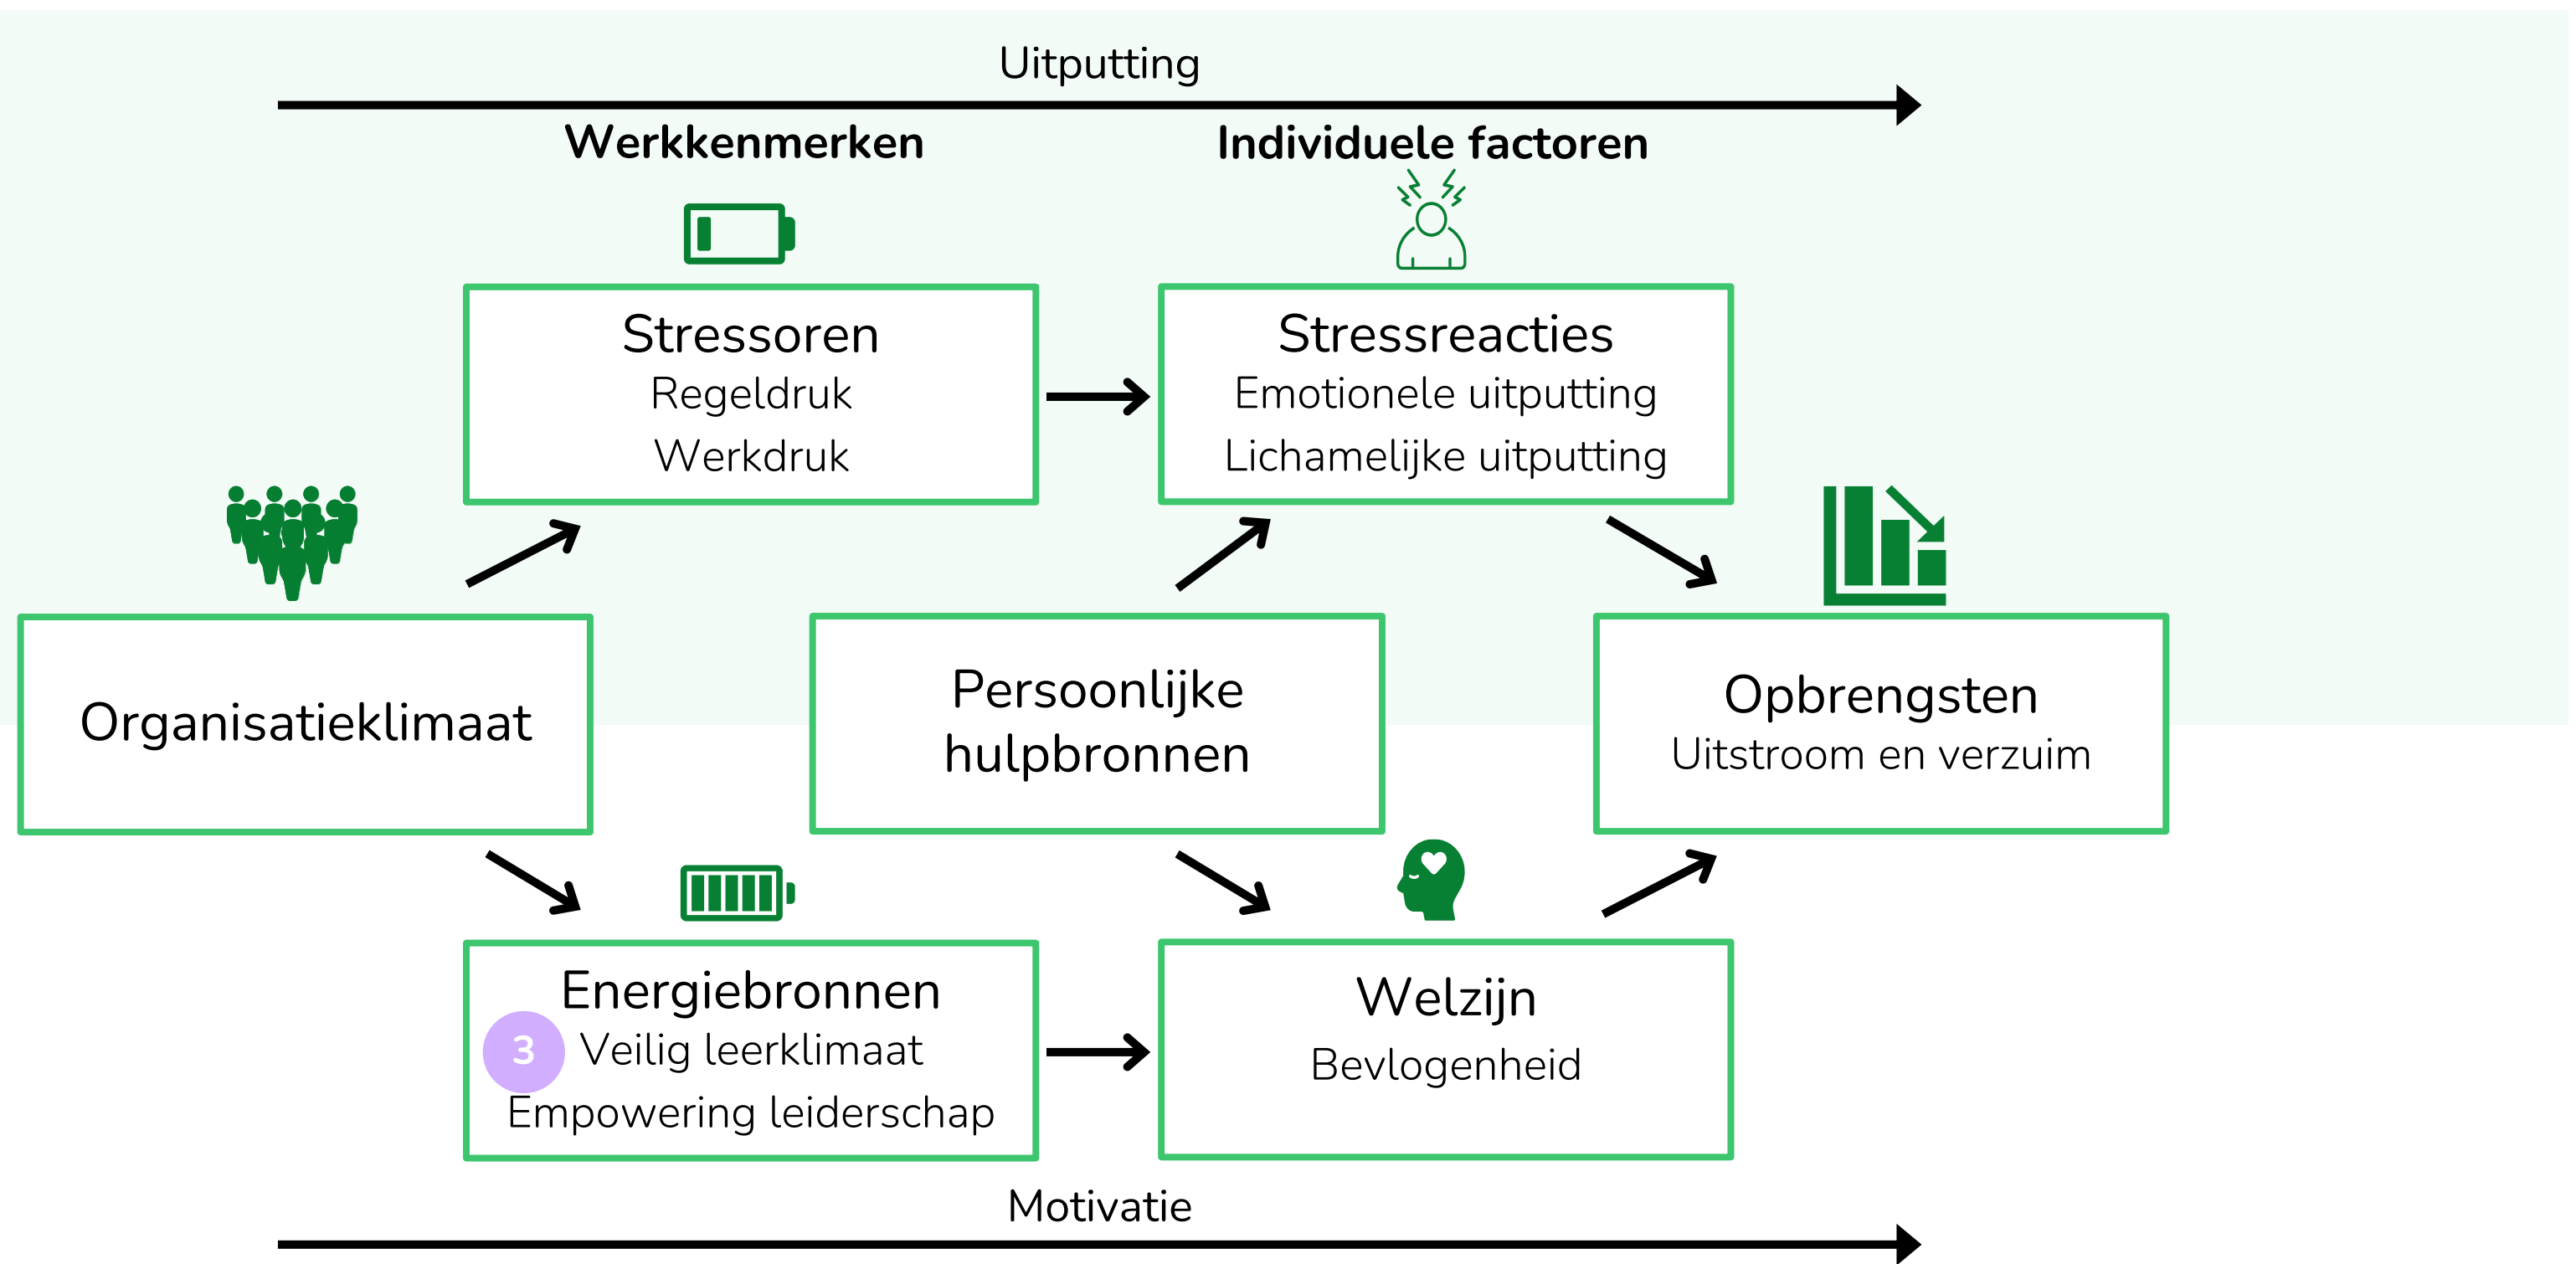 Uitputting
Werkkenmerken
Individuele factoren
Stressoren
Regeldruk
Werkdruk
Stressreacties
Emotionele uitputting
Lichamelijke uitputting
Organisatieklimaat
Persoonlijke
hulpbronnen
Opbrengsten
Uitstroom en verzuim
Energiebronnen
3
Veilig leerklimaat
Empowering leiderschap
Welzijn
Bevlogenheid
Motivatie